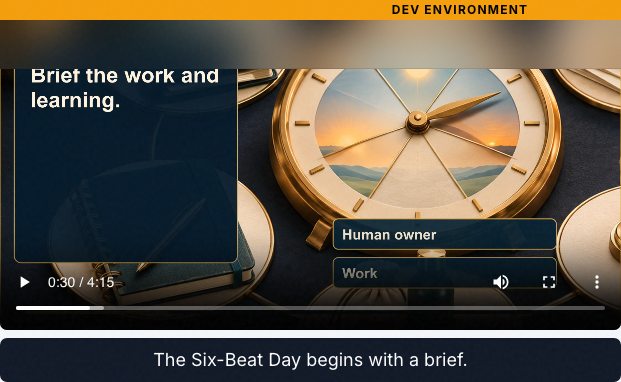 DEV ENVIRONMENT
Brief the work and
learning.
Human owner
Work
0:30 / 4:15
The Six-Beat Day begins with a brief.